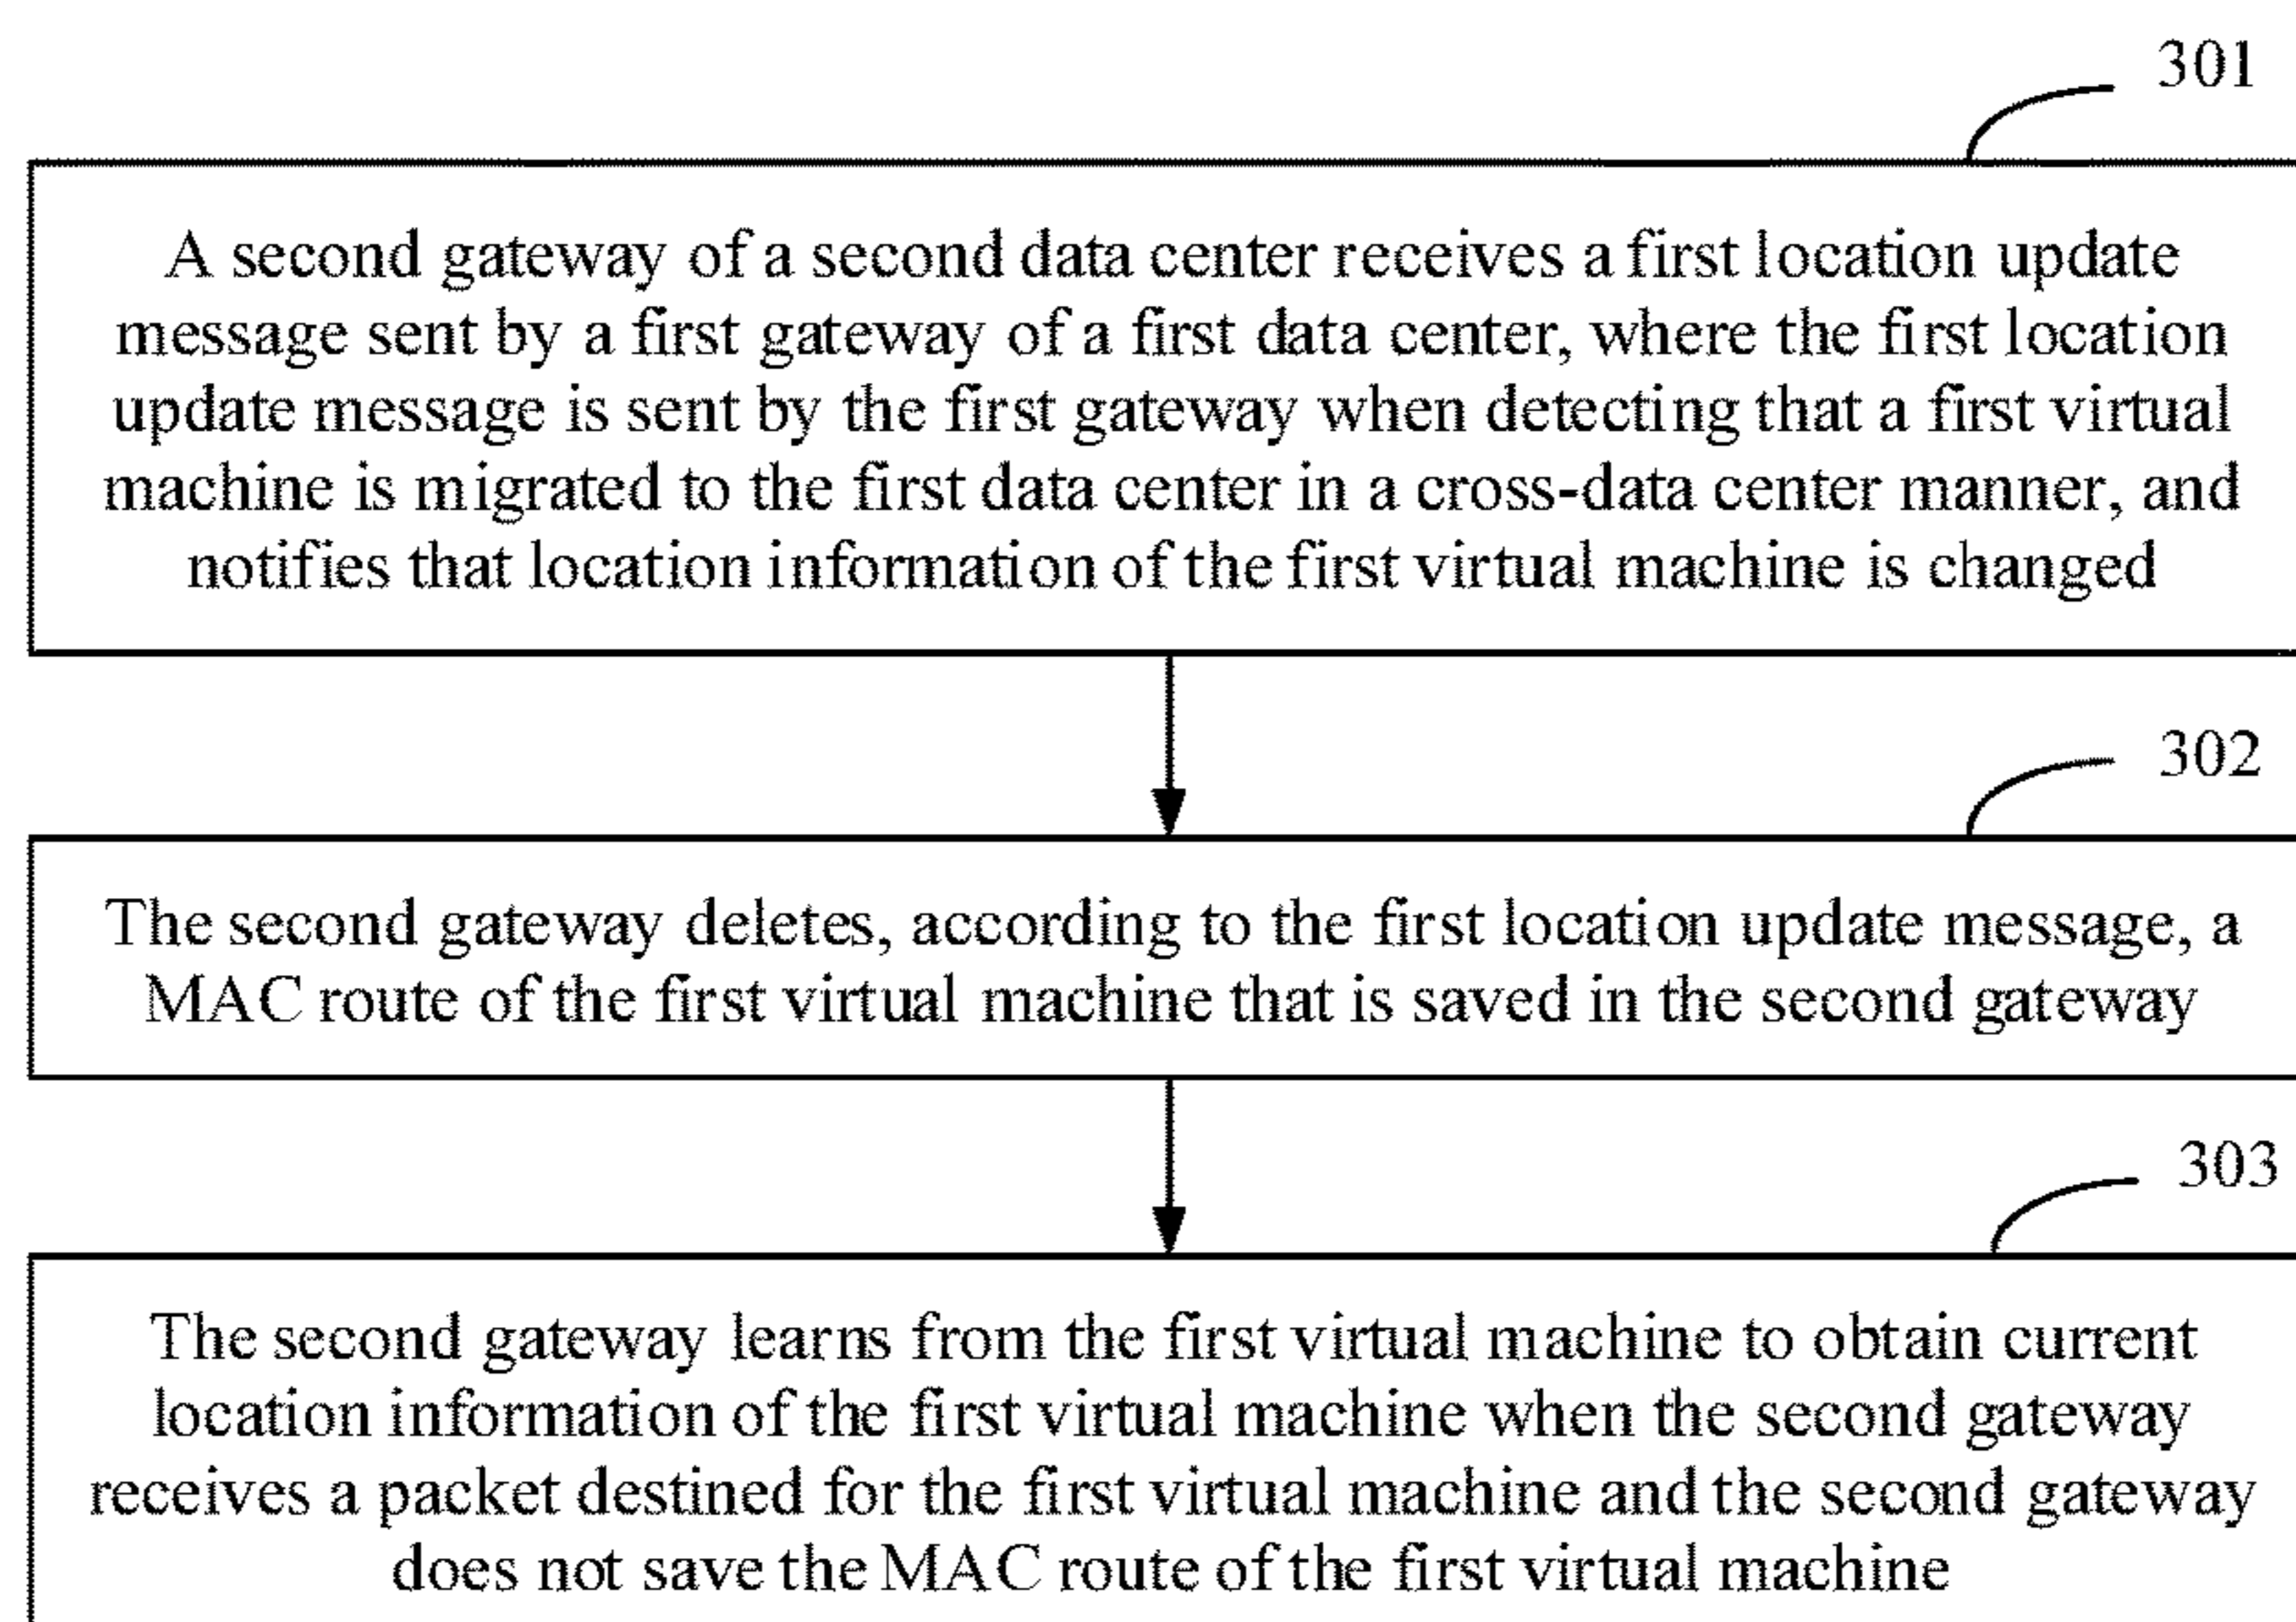 301
A second gateway of a second data center receives a first location update
message sent by a first gateway of a first data center, where the first location
update message is sent by the first gateway when detecting that a first virtual
machine is migrated to the first data center in a cross-data center manner, and
notifies that location information of the first virtual machine is changed
302
The second gateway deletes, according to the first location update message, a
MAC route of the first virtual machine that is saved in the second gateway
303
The second gateway learns from the first virtual machine to obtain current
location information of the first virtual machine when the second gateway
receives a packet destined for the first virtual machine and the second gateway
does not save the MAC route of the first virtual machine